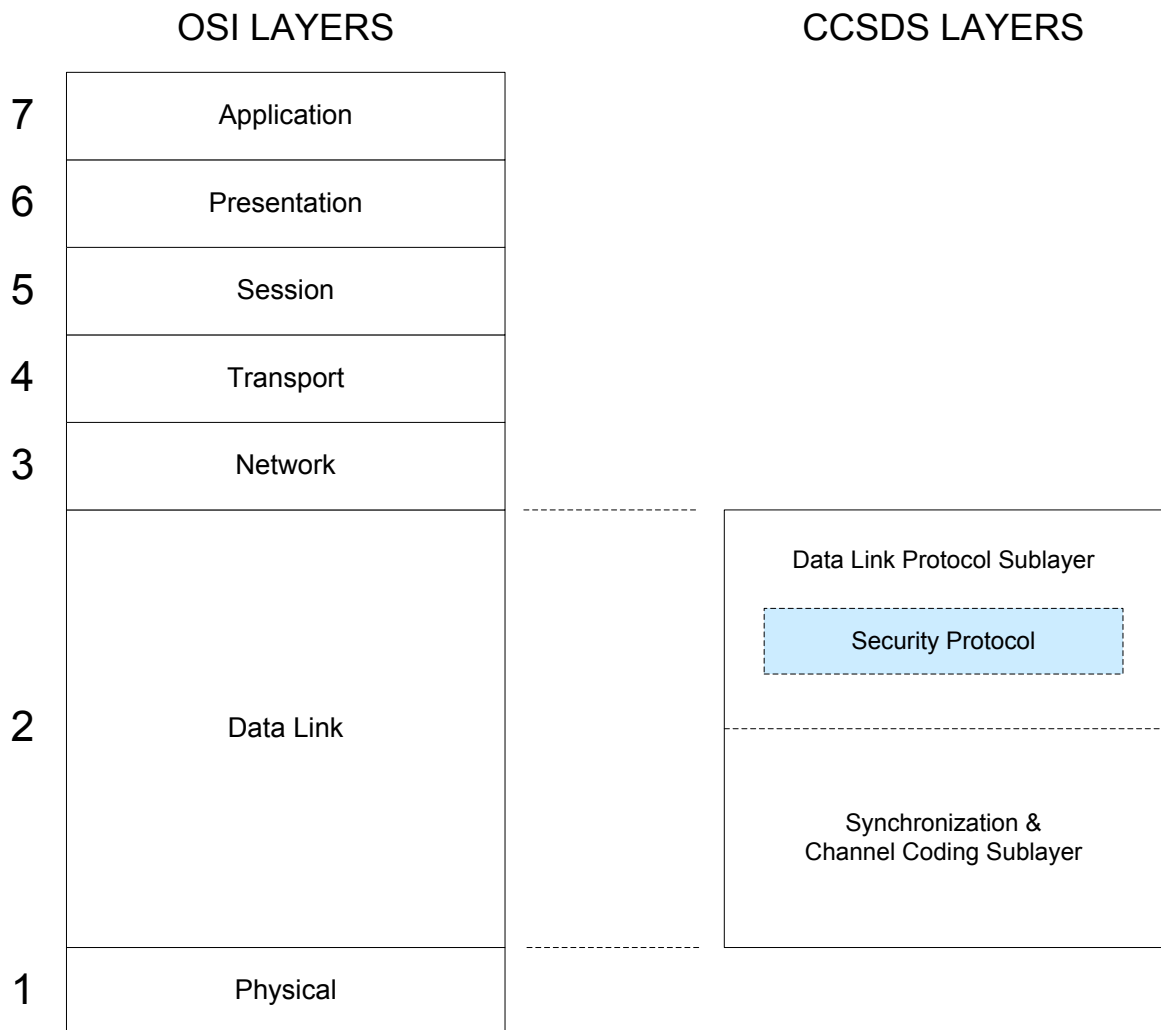 OSI LAYERS
CCSDS LAYERS
7
Application
6
Presentation
5
Session
4
Transport
3
Network
Data Link Protocol Sublayer
Security Protocol
2
Data Link
Synchronization &
Channel Coding Sublayer
1
Physical